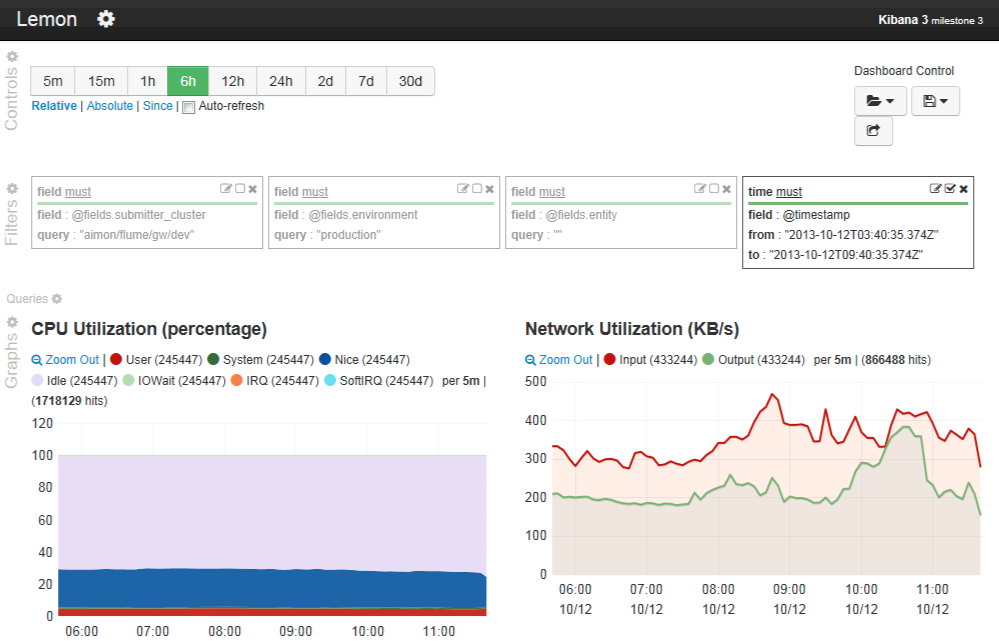 Lemon
Kibana 3 milestone 3
Controls
5m 15m 1h 6h 12h 24h 2d 7d 30d
Relative | Absolute | Since | Auto-refresh
Dashboard Control
Filters
field must
field : @fields.submitter_cluster
query : "aimon/flume/gw/dev"
field must
field : @fields.environment
query : "production"
field must
field : @fields.entity
query : ""
time must
field : @timestamp
from : "2013-10-12T03:40:35.374Z"
to : "2013-10-12T09:40:35.374Z"
Queries
Graphs
CPU Utilization (percentage)
Zoom Out | User (245447) System (245447) Nice (245447)
Idle (245447) IOWait (245447) IRQ (245447) SoftIRQ (245447) per 5m |
(1718129 hits)
120
100
80
60
40
20
0
06:00 07:00 08:00 09:00 10:00 11:00
Network Utilization (KB/s)
Zoom Out | Input (433244) Output (433244) per 5m | (866488 hits)
500
400
300
200
100
0
06:00 07:00 08:00 09:00 10:00 11:00
10/12 10/12 10/12 10/12 10/12 10/12